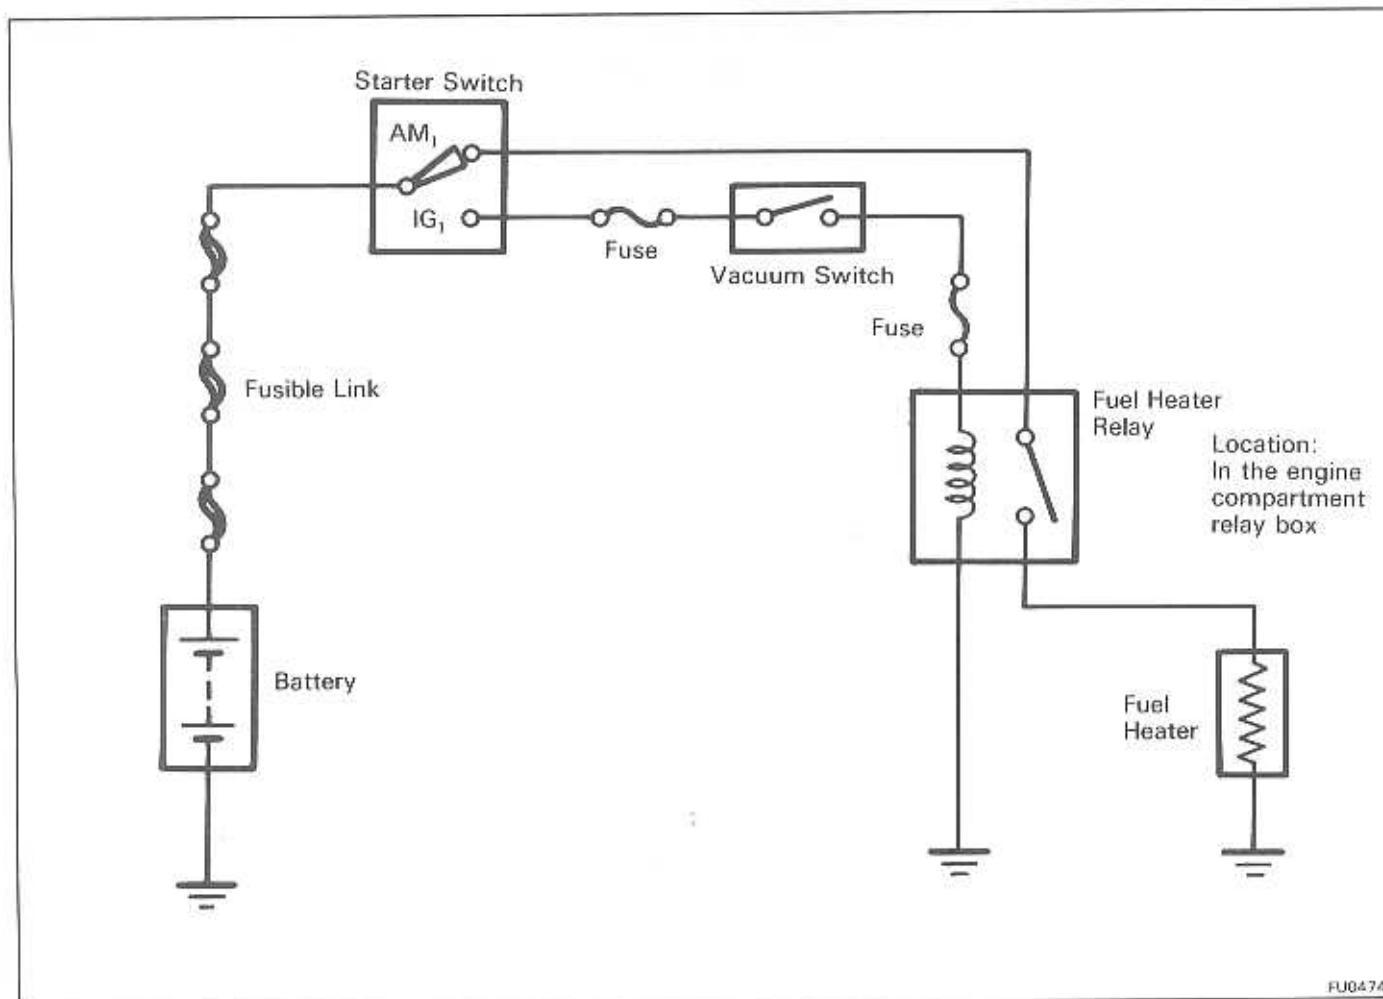 Starter Switch
AM₁
IG₁
Fuse
Vacuum Switch
Fuse
Fusible Link
Fuel Heater
Relay
Location:
In the engine
compartment
relay box
Battery
Fuel
Heater
FU0474